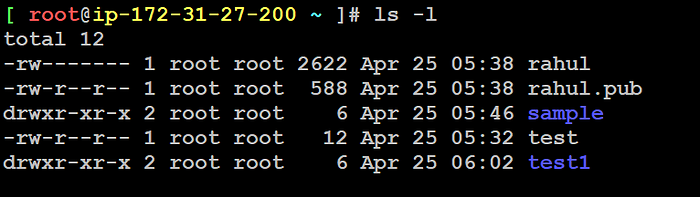 [ root@ip-172-31-27-200 ~ ]# ls -l
total 12
-rw------- 1 root root 2622 Apr 25 05:38 rahul
-rw-r--r-- 1 root root  588 Apr 25 05:38 rahul.pub
drwxr-xr-x 2 root root    6 Apr 25 05:46 sample
-rw-r--r-- 1 root root   12 Apr 25 05:32 test
drwxr-xr-x 2 root root    6 Apr 25 06:02 test1